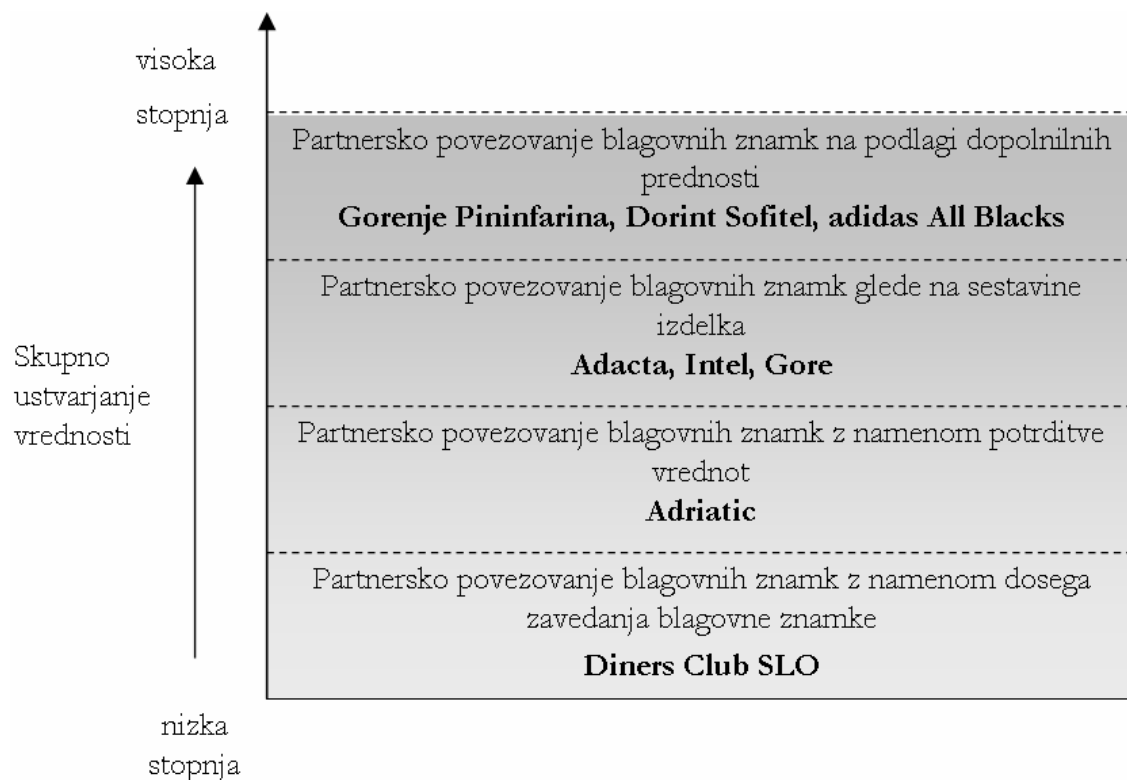 visoka
stopnja
Partnersko povezovanje blagovnih znamk na podlagi dopolnilnih
prednosti
Gorenje Pininfarina, Dorint Sofitel, adidas All Blacks
Partnersko povezovanje blagovnih znamk glede na sestavine
izdelka
Adacta, Intel, Gore
Skupno
ustvarjanje
vrednosti
Partnersko povezovanje blagovnih znamk z namenom potrditve
vrednot
Adriatic
Partnersko povezovanje blagovnih znamk z namenom dosega
zavedanja blagovne znamke
Diners Club SLO
nizka
stopnja